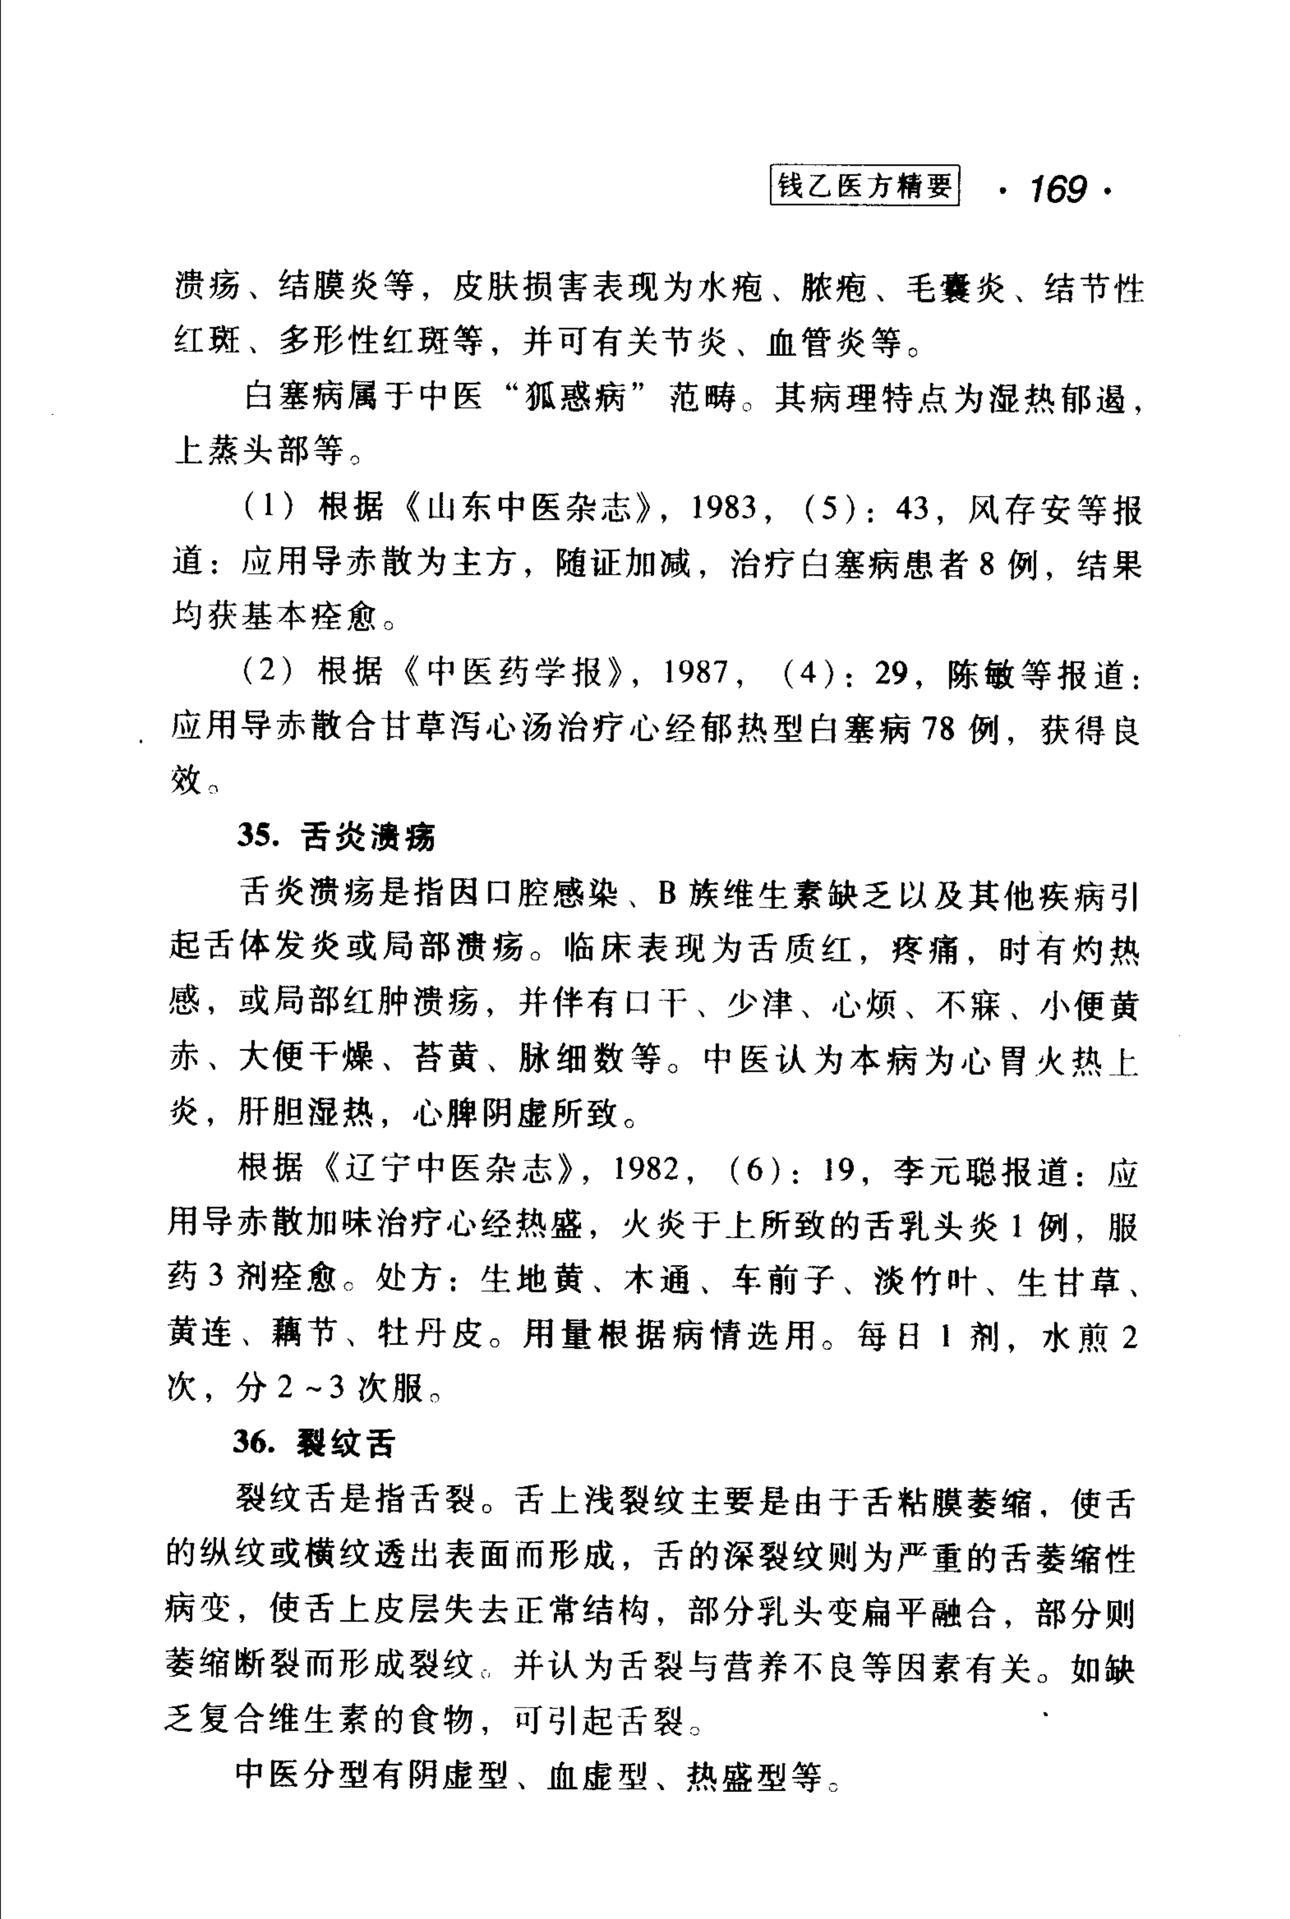 钱乙医方精要 · 169 ·
溃疡、结膜炎等，皮肤损害表现为水疱、脓疱、毛囊炎、结节性
红斑、多形性红斑等，并可有关节炎、血管炎等。
白塞病属于中医“狐惑病”范畴。其病理特点为湿热郁遏，
上蒸头部等。
（1）根据《山东中医杂志》，1983，（5）：43，风存安等报
道：应用导赤散为主方，随证加减，治疗白塞病患者 8 例，结果
均获基本痊愈。
（2）根据《中医药学报》，1987，（4）：29，陈敏等报道：
应用导赤散合甘草泻心汤治疗心经郁热型白塞病 78 例，获得良
效。
35. 舌炎溃疡
舌炎溃疡是指因口腔感染、B 族维生素缺乏以及其他疾病引
起舌体发炎或局部溃疡。临床表现为舌质红，疼痛，时有灼热
感，或局部红肿溃疡，并伴有口干、少津、心烦、不寐、小便黄
赤、大便干燥、苔黄、脉细数等。中医认为本病为心胃火热上
炎，肝胆湿热，心脾阴虚所致。
根据《辽宁中医杂志》，1982，（6）：19，李元聪报道：应
用导赤散加味治疗心经热盛，火炎于上所致的舌乳头炎 1 例，服
药 3 剂痊愈。处方：生地黄、木通、车前子、淡竹叶、生甘草、
黄连、藕节、牡丹皮。用量根据病情选用。每日 1 剂，水煎 2
次，分 2～3 次服。
36. 裂纹舌
裂纹舌是指舌裂。舌上浅裂纹主要是由于舌粘膜萎缩，使舌
的纵纹或横纹透出表面而形成，舌的深裂纹则为严重的舌萎缩性
病变，使舌上皮层失去正常结构，部分乳头变扁平融合，部分则
萎缩断裂而形成裂纹。并认为舌裂与营养不良等因素有关。如缺
乏复合维生素的食物，可引起舌裂。
中医分型有阴虚型、血虚型、热盛型等。